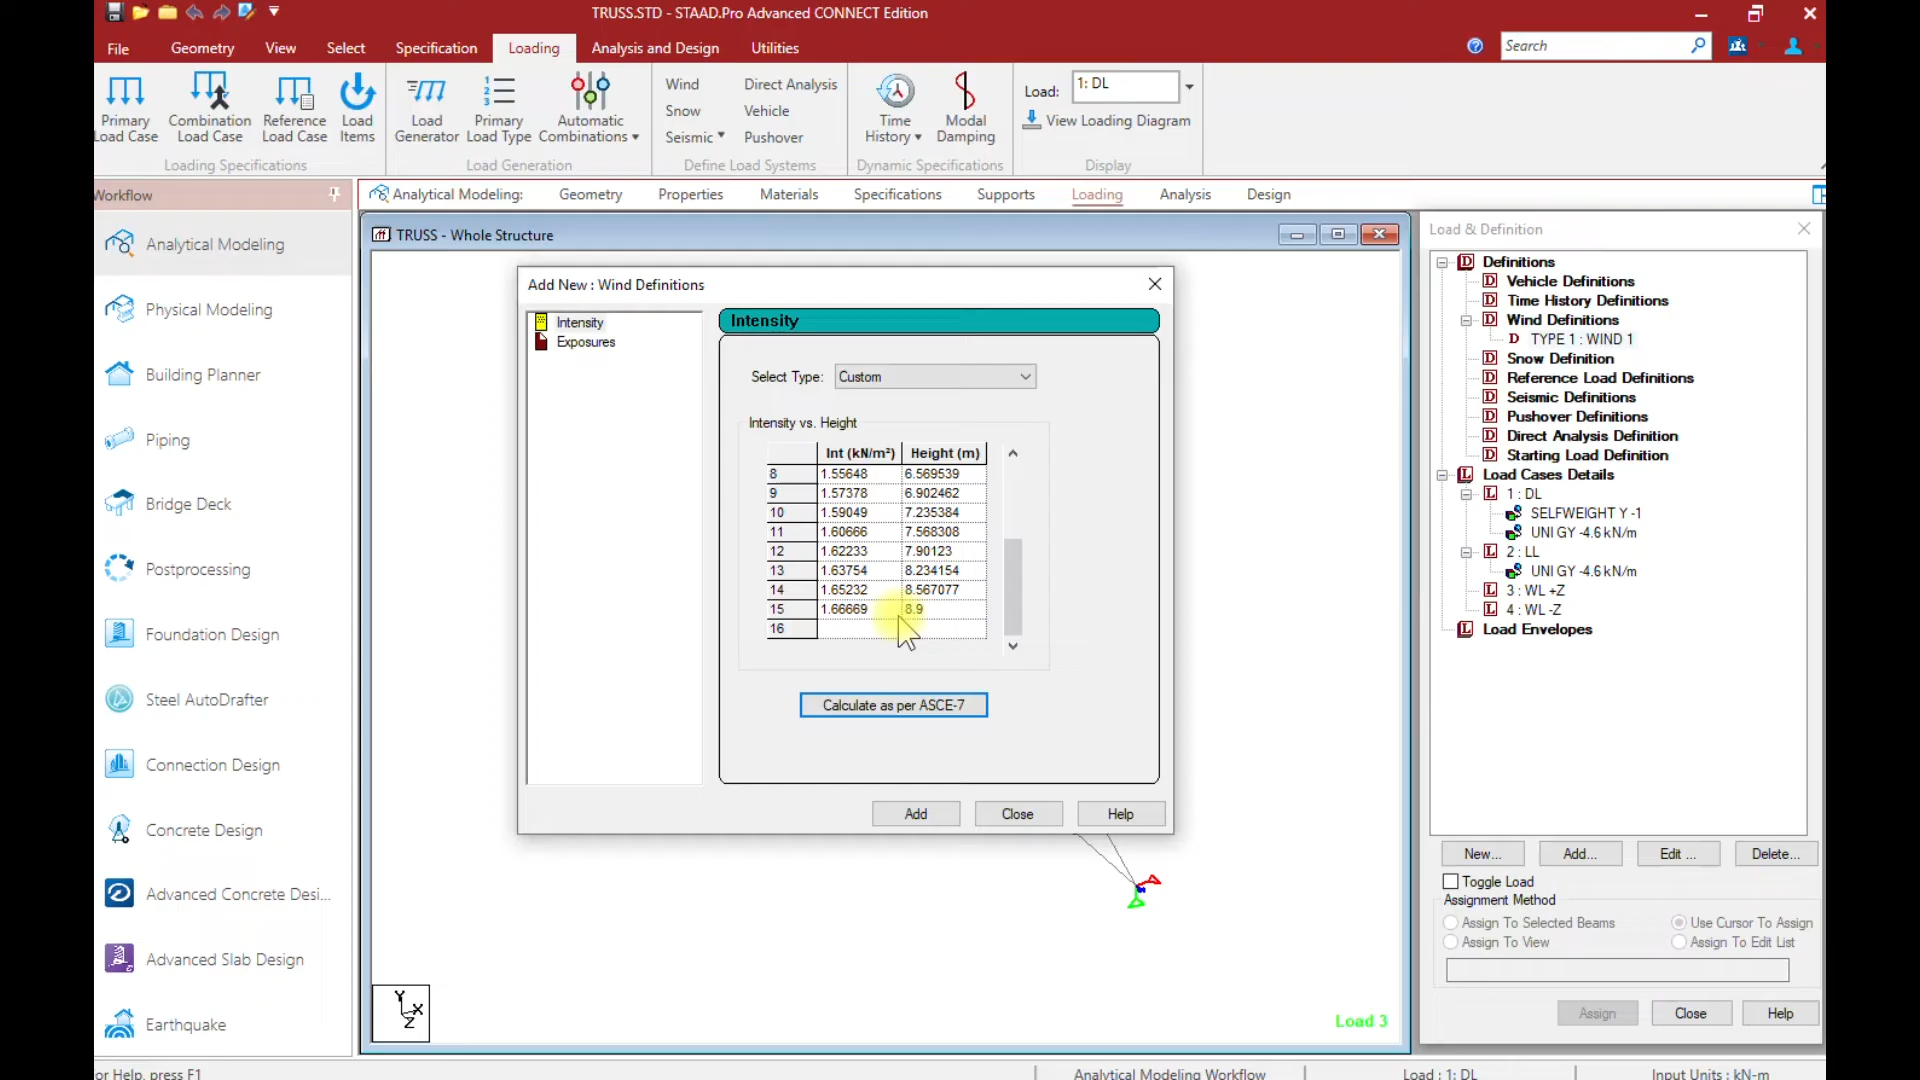 TRUSS.STD - STAAD.Pro Advanced CONNECT Edition
File Geometry View Select Specification Loading Analysis and Design Utilities Search
Primary Load Case
Combination Load Case
Reference Load Case
Load Items
Loading Specifications
Load Generator
Primary Load Type
Automatic Combinations
Load Generation
Wind Direct Analysis
Snow Vehicle
Seismic Pushover
Define Load Systems
Time History
Modal Damping
Dynamic Specifications
Load: 1: DL
View Loading Diagram
Display
Workflow
Analytical Modeling: Geometry Properties Materials Specifications Supports Loading Analysis Design
Analytical Modeling
Physical Modeling
Building Planner
Piping
Bridge Deck
Postprocessing
Foundation Design
Steel AutoDrafter
Connection Design
Concrete Design
Advanced Concrete Desi...
Advanced Slab Design
Earthquake
TRUSS - Whole Structure
Add New : Wind Definitions
Intensity
Exposures
Intensity
Select Type: Custom
Intensity vs. Height
Int (kN/m²) Height (m)
8 1.55648 6.569539
9 1.57378 6.902462
10 1.59049 7.235384
11 1.60666 7.568308
12 1.62233 7.90123
13 1.63754 8.234154
14 1.65232 8.567077
15 1.66669 8.9
16
Calculate as per ASCE-7
Add Close Help
Y
X
Z
Load 3
Load & Definition
Definitions
Vehicle Definitions
Time History Definitions
Wind Definitions
TYPE 1 : WIND 1
Snow Definition
Reference Load Definitions
Seismic Definitions
Pushover Definitions
Direct Analysis Definition
Starting Load Definition
Load Cases Details
1 : DL
SELFWEIGHT Y -1
UNI GY -4.6 kN/m
2 : LL
UNI GY -4.6 kN/m
3 : WL +Z
4 : WL -Z
Load Envelopes
New... Add... Edit ... Delete...
Toggle Load
Assignment Method
Assign To Selected Beams Use Cursor To Assign
Assign To View Assign To Edit List
Assign Close Help
or Help, press F1 Analytical Modeling Workflow Load : 1: DL Input Units : kN-m